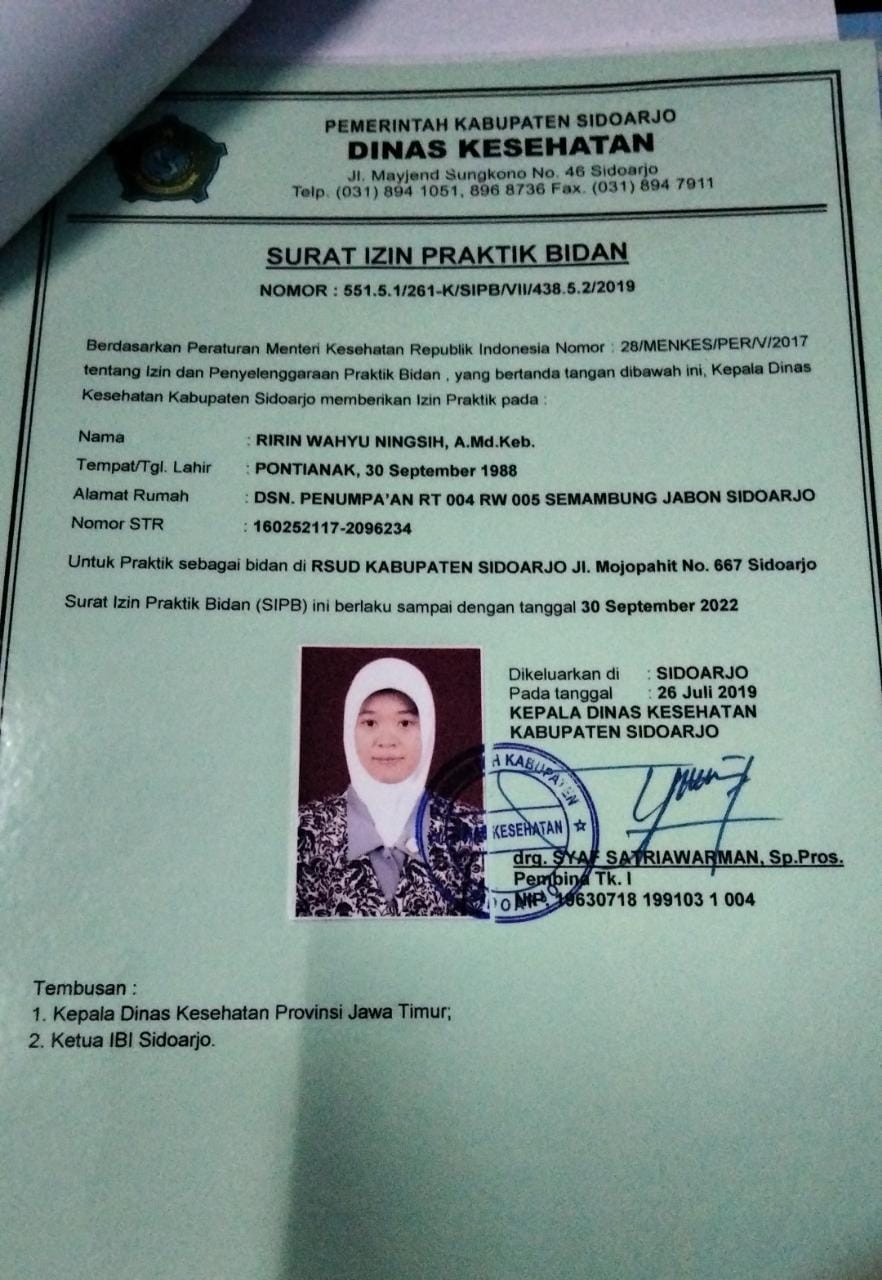 PEMERINTAH KABUPATEN SIDOARJO
DINAS KESEHATAN
Jl. Mayjend Sungkono No. 46 Sidoarjo
Telp. (031) 894 1051, 896 8736 Fax. (031) 894 7911
SURAT IZIN PRAKTIK BIDAN
NOMOR : 551.5.1/261-K/SIPB/VII/438.5.2/2019
Berdasarkan Peraturan Menteri Kesehatan Republik Indonesia Nomor : 28/MENKES/PER/V/2017
tentang Izin dan Penyelenggaraan Praktik Bidan , yang bertanda tangan dibawah ini, Kepala Dinas
Kesehatan Kabupaten Sidoarjo memberikan Izin Praktik pada :
Nama : RIRIN WAHYU NINGSIH, A.Md.Keb.
Tempat/Tgl. Lahir : PONTIANAK, 30 September 1988
Alamat Rumah : DSN. PENUMPA'AN RT 004 RW 005 SEMAMBUNG JABON SIDOARJO
Nomor STR : 160252117-2096234
Untuk Praktik sebagai bidan di RSUD KABUPATEN SIDOARJO Jl. Mojopahit No. 667 Sidoarjo
Surat Izin Praktik Bidan (SIPB) ini berlaku sampai dengan tanggal 30 September 2022
Dikeluarkan di : SIDOARJO
Pada tanggal : 26 Juli 2019
KEPALA DINAS KESEHATAN
KABUPATEN SIDOARJO
H KABUPATEN
KESEHATAN
drg. SYAF SATRIAWARMAN, Sp.Pros.
Pembina Tk. I
NIP. 19630718 199103 1 004
Tembusan :
1. Kepala Dinas Kesehatan Provinsi Jawa Timur;
2. Ketua IBI Sidoarjo.